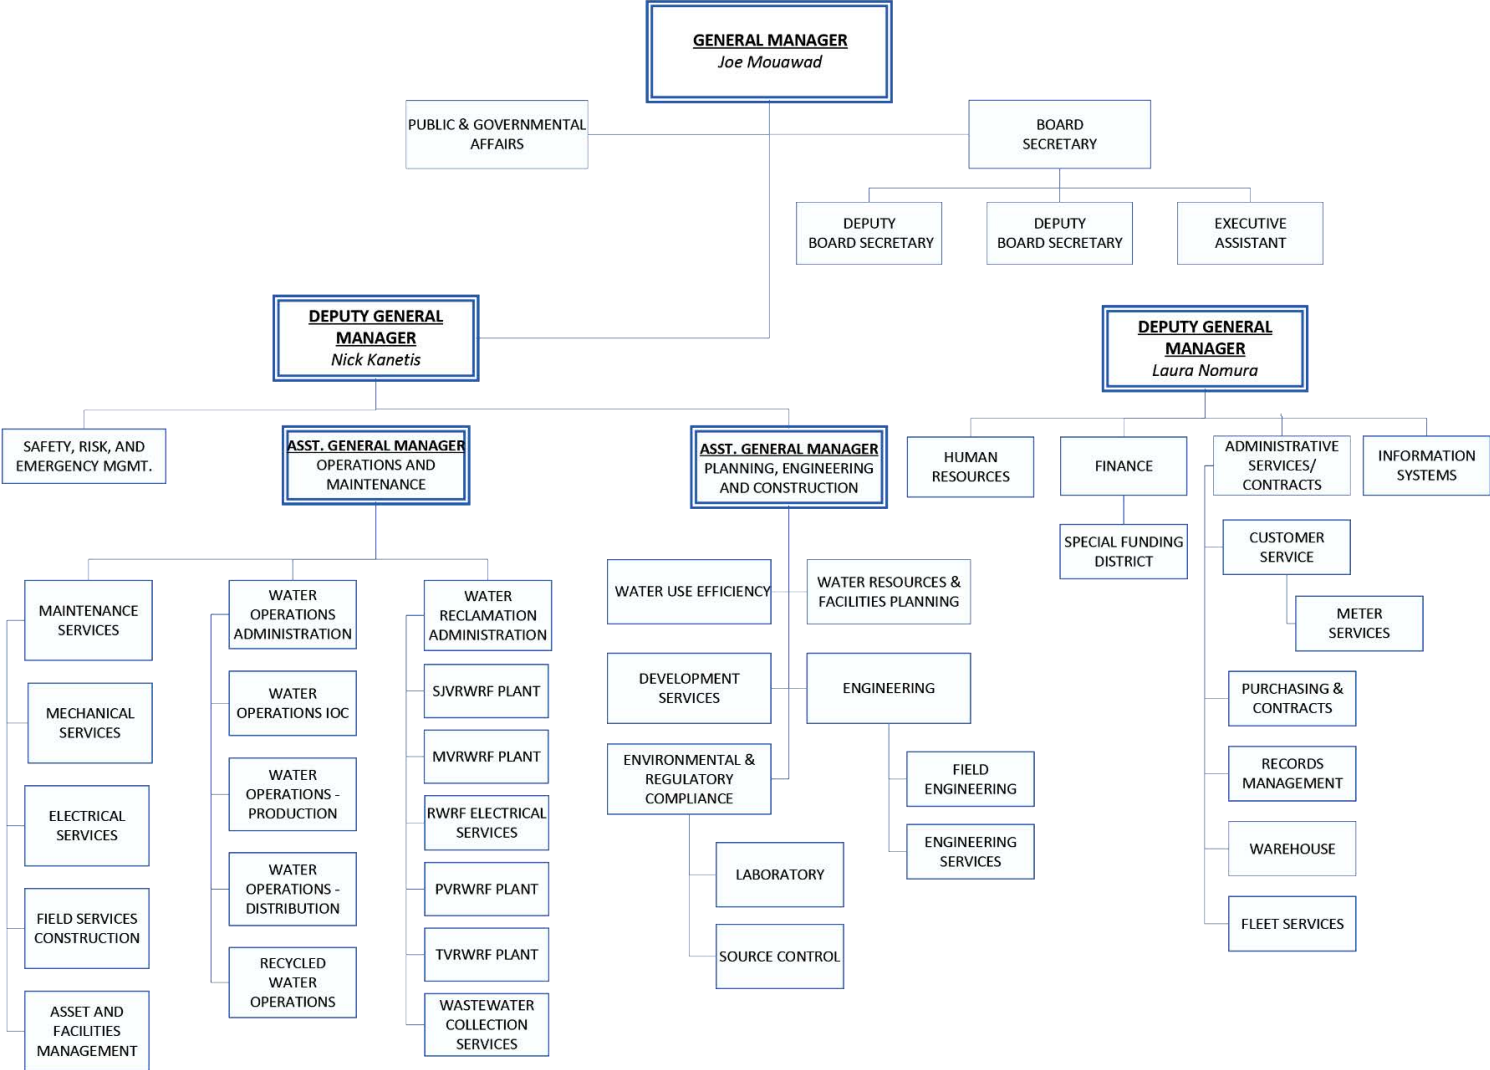 GENERAL MANAGER
Joe Mouawad
PUBLIC & GOVERNMENTAL
AFFAIRS
BOARD
SECRETARY
DEPUTY
BOARD SECRETARY
DEPUTY
BOARD SECRETARY
EXECUTIVE
ASSISTANT
DEPUTY GENERAL
MANAGER
Nick Kanetis
DEPUTY GENERAL
MANAGER
Laura Nomura
SAFETY, RISK, AND
EMERGENCY MGMT.
ASST. GENERAL MANAGER
OPERATIONS AND
MAINTENANCE
ASST. GENERAL MANAGER
PLANNING, ENGINEERING
AND CONSTRUCTION
HUMAN
RESOURCES
FINANCE
ADMINISTRATIVE
SERVICES/
CONTRACTS
INFORMATION
SYSTEMS
SPECIAL FUNDING
DISTRICT
CUSTOMER
SERVICE
METER
SERVICES
PURCHASING &
CONTRACTS
RECORDS
MANAGEMENT
WAREHOUSE
FLEET SERVICES
MAINTENANCE
SERVICES
MECHANICAL
SERVICES
ELECTRICAL
SERVICES
FIELD SERVICES
CONSTRUCTION
ASSET AND
FACILITIES
MANAGEMENT
WATER
OPERATIONS
ADMINISTRATION
WATER
OPERATIONS IOC
WATER
OPERATIONS -
PRODUCTION
WATER
OPERATIONS -
DISTRIBUTION
RECYCLED
WATER
OPERATIONS
WATER
RECLAMATION
ADMINISTRATION
SJVRWRF PLANT
MVRWRF PLANT
RWRF ELECTRICAL
SERVICES
PVRWRF PLANT
TVRWRF PLANT
WASTEWATER
COLLECTION
SERVICES
WATER USE EFFICIENCY
WATER RESOURCES &
FACILITIES PLANNING
DEVELOPMENT
SERVICES
ENGINEERING
ENVIRONMENTAL &
REGULATORY
COMPLIANCE
FIELD
ENGINEERING
ENGINEERING
SERVICES
LABORATORY
SOURCE CONTROL